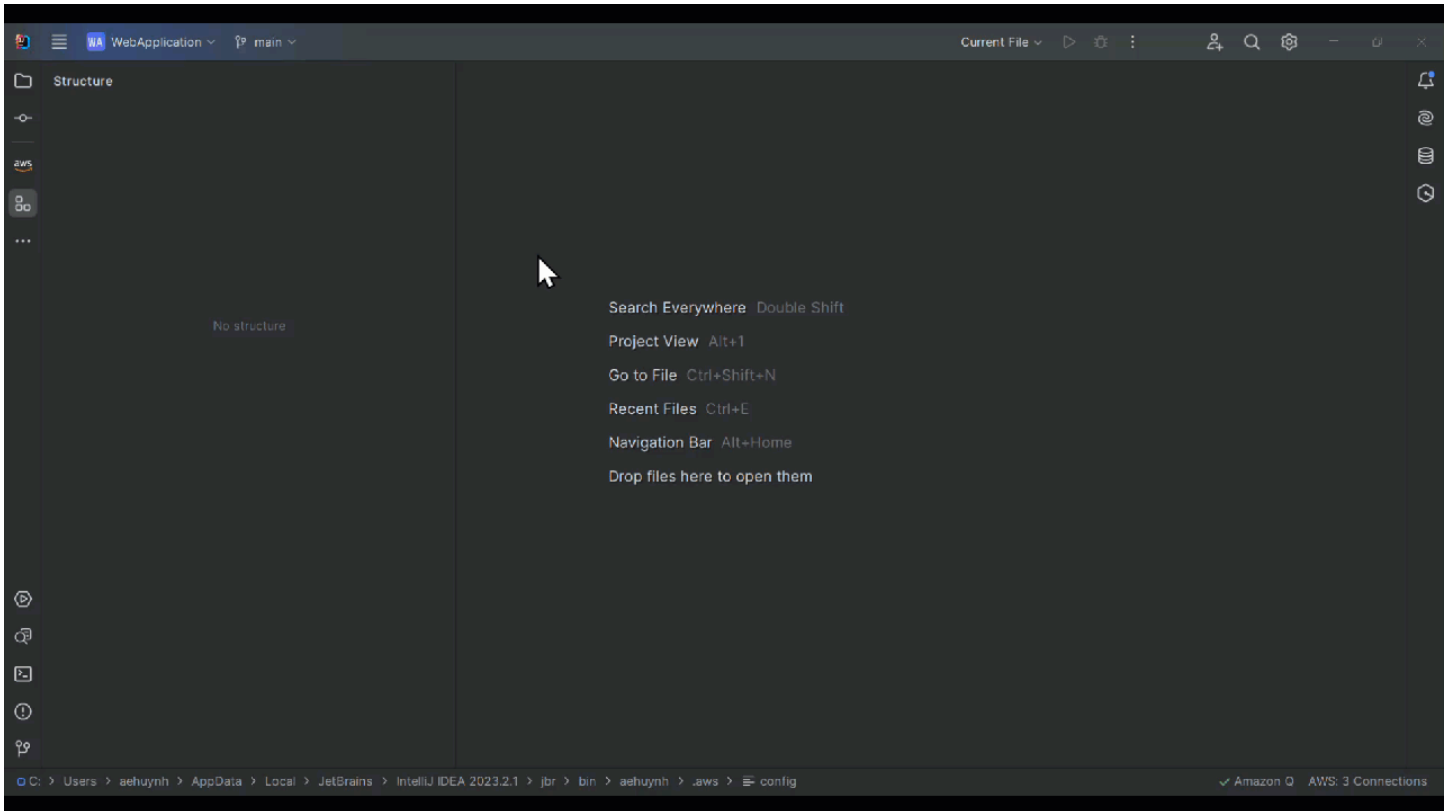 WA WebApplication main Current File
Structure
aws
No structure
Search Everywhere Double Shift
Project View Alt+1
Go to File Ctrl+Shift+N
Recent Files Ctrl+E
Navigation Bar Alt+Home
Drop files here to open them
C: > Users > aehuynh > AppData > Local > JetBrains > IntelliJ IDEA 2023.2.1 > jbr > bin > aehuynh > .aws > config Amazon Q AWS: 3 Connections